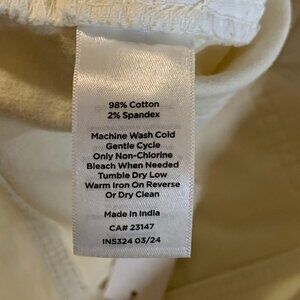 98% Cotton
2% Spandex
Machine Wash Cold
Gentle Cycle
Only Non-Chlorine
Bleach When Needed
Tumble Dry Low
Warm Iron On Reverse
Or Dry Clean
Made In India
CA# 23147
IN5324 03/24